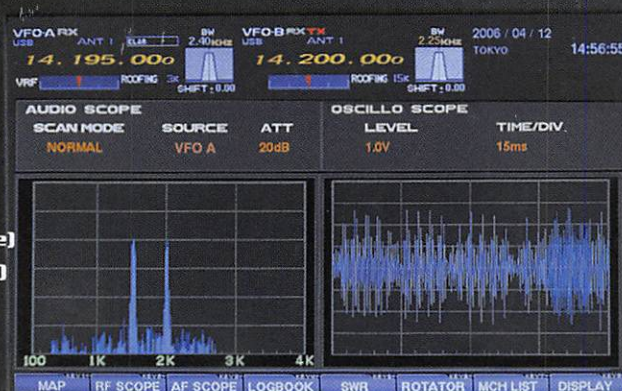 VFO-A RX
USB ANT 1 CLAR
14.195.000
VRF ROOFING 3K
BW
2.40KHZ
SHIFT ± 0.00
VFO-B RX TX
USB ANT 1
14.200.000
ROOFING 15K
BW
2.25KHZ
SHIFT ± 0.00
2006 / 04 / 12
TOKYO
14:56:55
AUDIO SCOPE
SCAN MODE SOURCE ATT
NORMAL VFO A 20dB
OSCILLO SCOPE
LEVEL TIME/DIV.
1.0V 15ms
e)
)
100 1K 2K 3K 4K
MAP RF SCOPE AF SCOPE LOGBOOK SWR ROTATOR MCH LIST DISPLAY